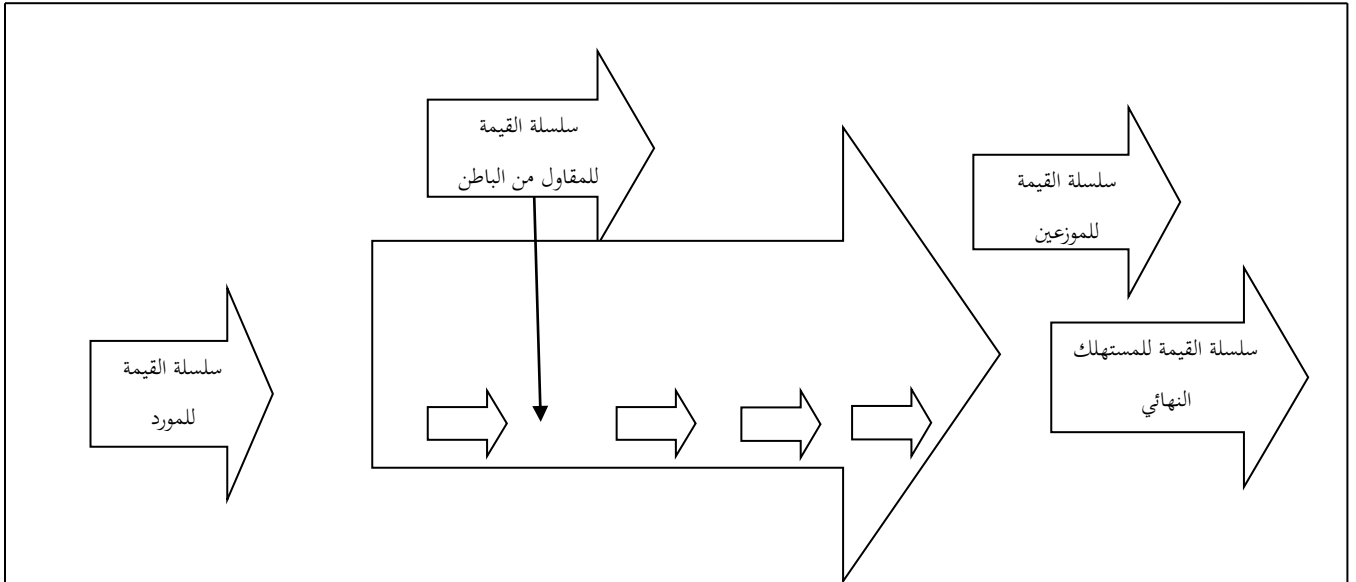 سلسلة القيمة
للمقاول من الباطن
سلسلة القيمة
للموزعين
سلسلة القيمة للمستهلك
النهائي
سلسلة القيمة
للمورد